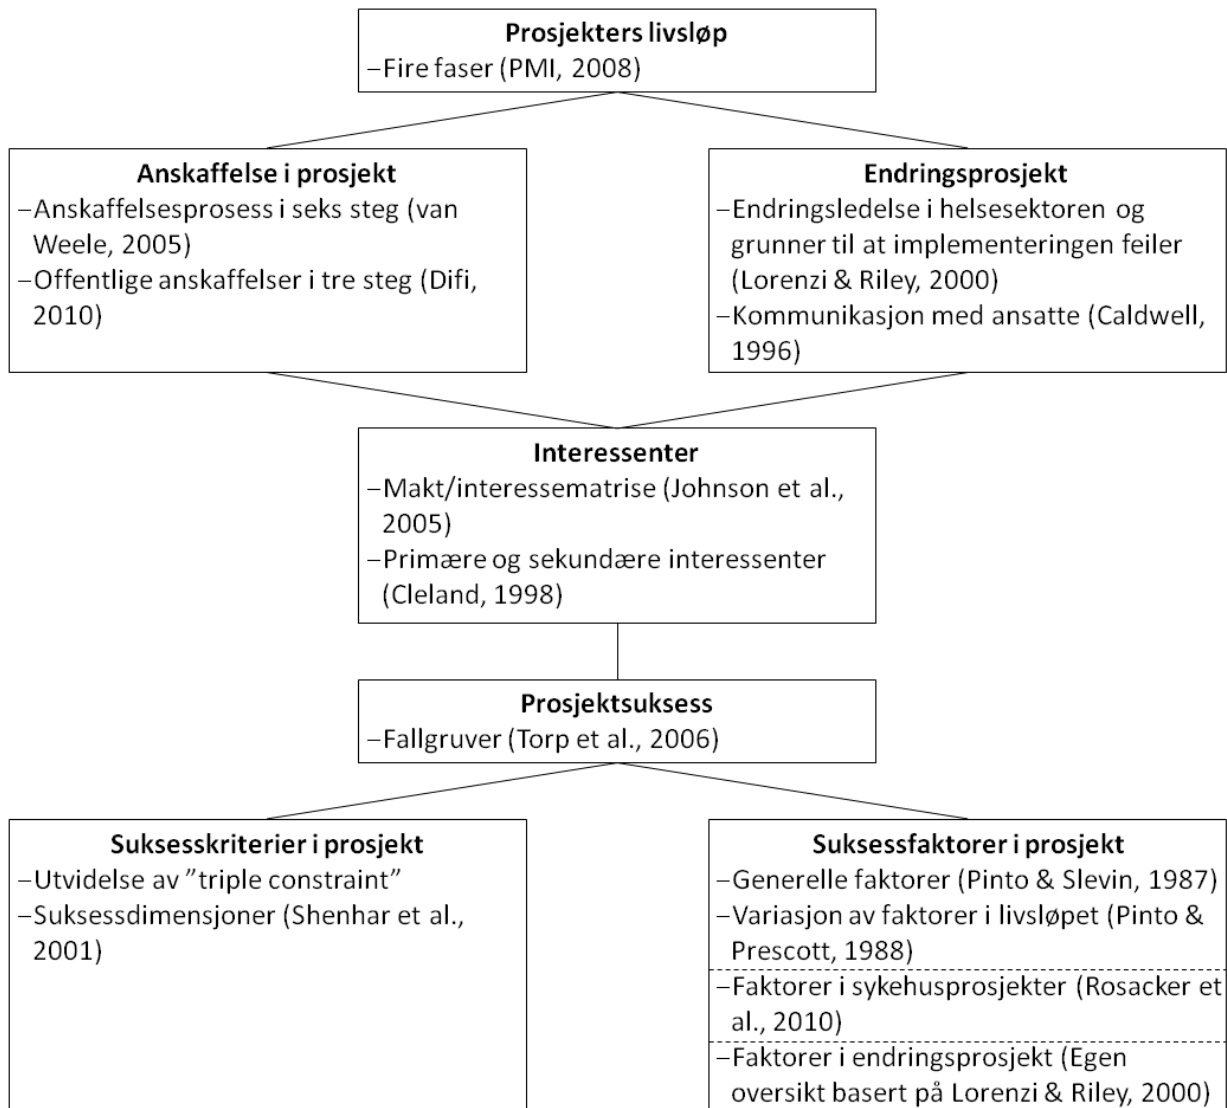 Prosjekters livsløp
–Fire faser (PMI, 2008)
Anskaffelse i prosjekt
–Anskaffelsesprosess i seks steg (van
Weele, 2005)
–Offentlige anskaffelser i tre steg (Difi,
2010)
Endringsprosjekt
–Endringsledelse i helsesektoren og
grunner til at implementeringen feiler
(Lorenzi & Riley, 2000)
–Kommunikasjon med ansatte (Caldwell,
1996)
Interessenter
–Makt/interessematrise (Johnson et al.,
2005)
–Primære og sekundære interessenter
(Cleland, 1998)
Prosjektsuksess
–Fallgruver (Torp et al., 2006)
Suksesskriterier i prosjekt
–Utvidelse av ”triple constraint”
–Suksessdimensjoner (Shenhar et al.,
2001)
Suksessfaktorer i prosjekt
–Generelle faktorer (Pinto & Slevin, 1987)
–Variasjon av faktorer i livsløpet (Pinto &
Prescott, 1988)
–Faktorer i sykehusprosjekter (Rosacker et
al., 2010)
–Faktorer i endringsprosjekt (Egen
oversikt basert på Lorenzi & Riley, 2000)